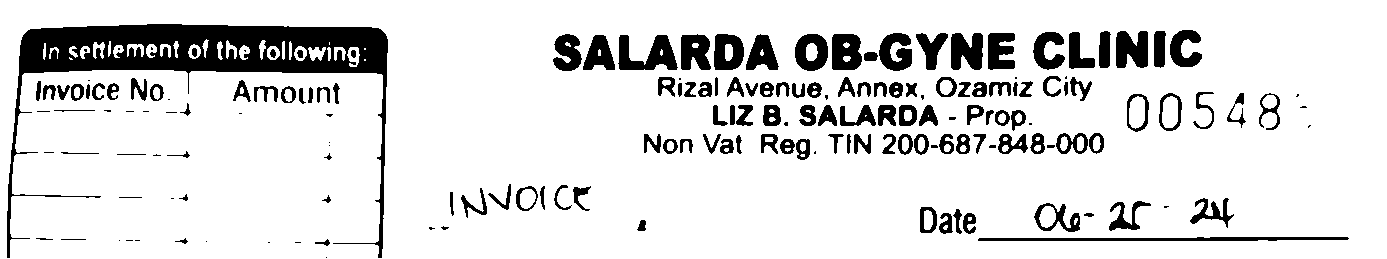 In settlement of the following:
Invoice No. Amount
SALARDA OB-GYNE CLINIC
Rizal Avenue, Annex, Ozamiz City
LIZ B. SALARDA - Prop.
Non Vat Reg. TIN 200-687-848-000
INVOICE
Date 06-25-24